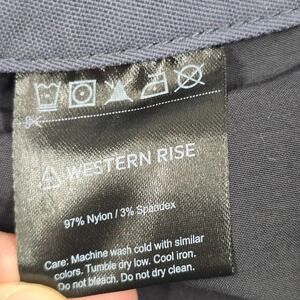 WESTERN RISE
97% Nylon / 3% Spandex
Care: Machine wash cold with similar
colors. Tumble dry low. Cool iron.
Do not bleach. Do not dry clean.